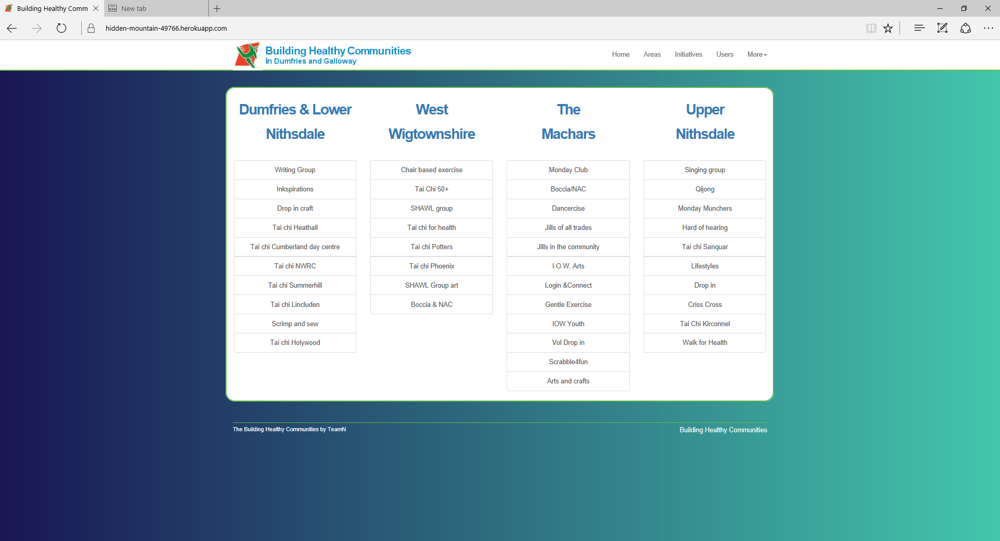 Building Healthy Comm
New tab
hidden-mountain-49766.herokuapp.com
Building Healthy Communities
in Dumfries and Galloway
Home Areas Initiatives Users More
Dumfries & Lower
Nithsdale
Writing Group
Inkspirations
Drop in craft
Tai chi Heathall
Tai chi Cumberland day centre
Tai chi NWRC
Tai chi Summerhill
Tai chi Lincluden
Scrimp and sew
Tai chi Holywood
West
Wigtownshire
Chair based exercise
Tai Chi 50+
SHAWL group
Tai chi for health
Tai chi Potters
Tai chi Phoenix
SHAWL Group art
Boccia & NAC
The
Machars
Monday Club
Boccia/NAC
Dancercise
Jills of all trades
Jills in the community
I.O.W. Arts
Login &Connect
Gentle Exercise
IOW Youth
Vol Drop in
Scrabble4fun
Arts and crafts
Upper
Nithsdale
Singing group
Qijong
Monday Munchers
Hard of hearing
Tai chi Sanquar
Lifestyles
Drop in
Criss Cross
Tai Chi Kirconnel
Walk for Health
The Building Healthy Communities by TeamN
Building Healthy Communities